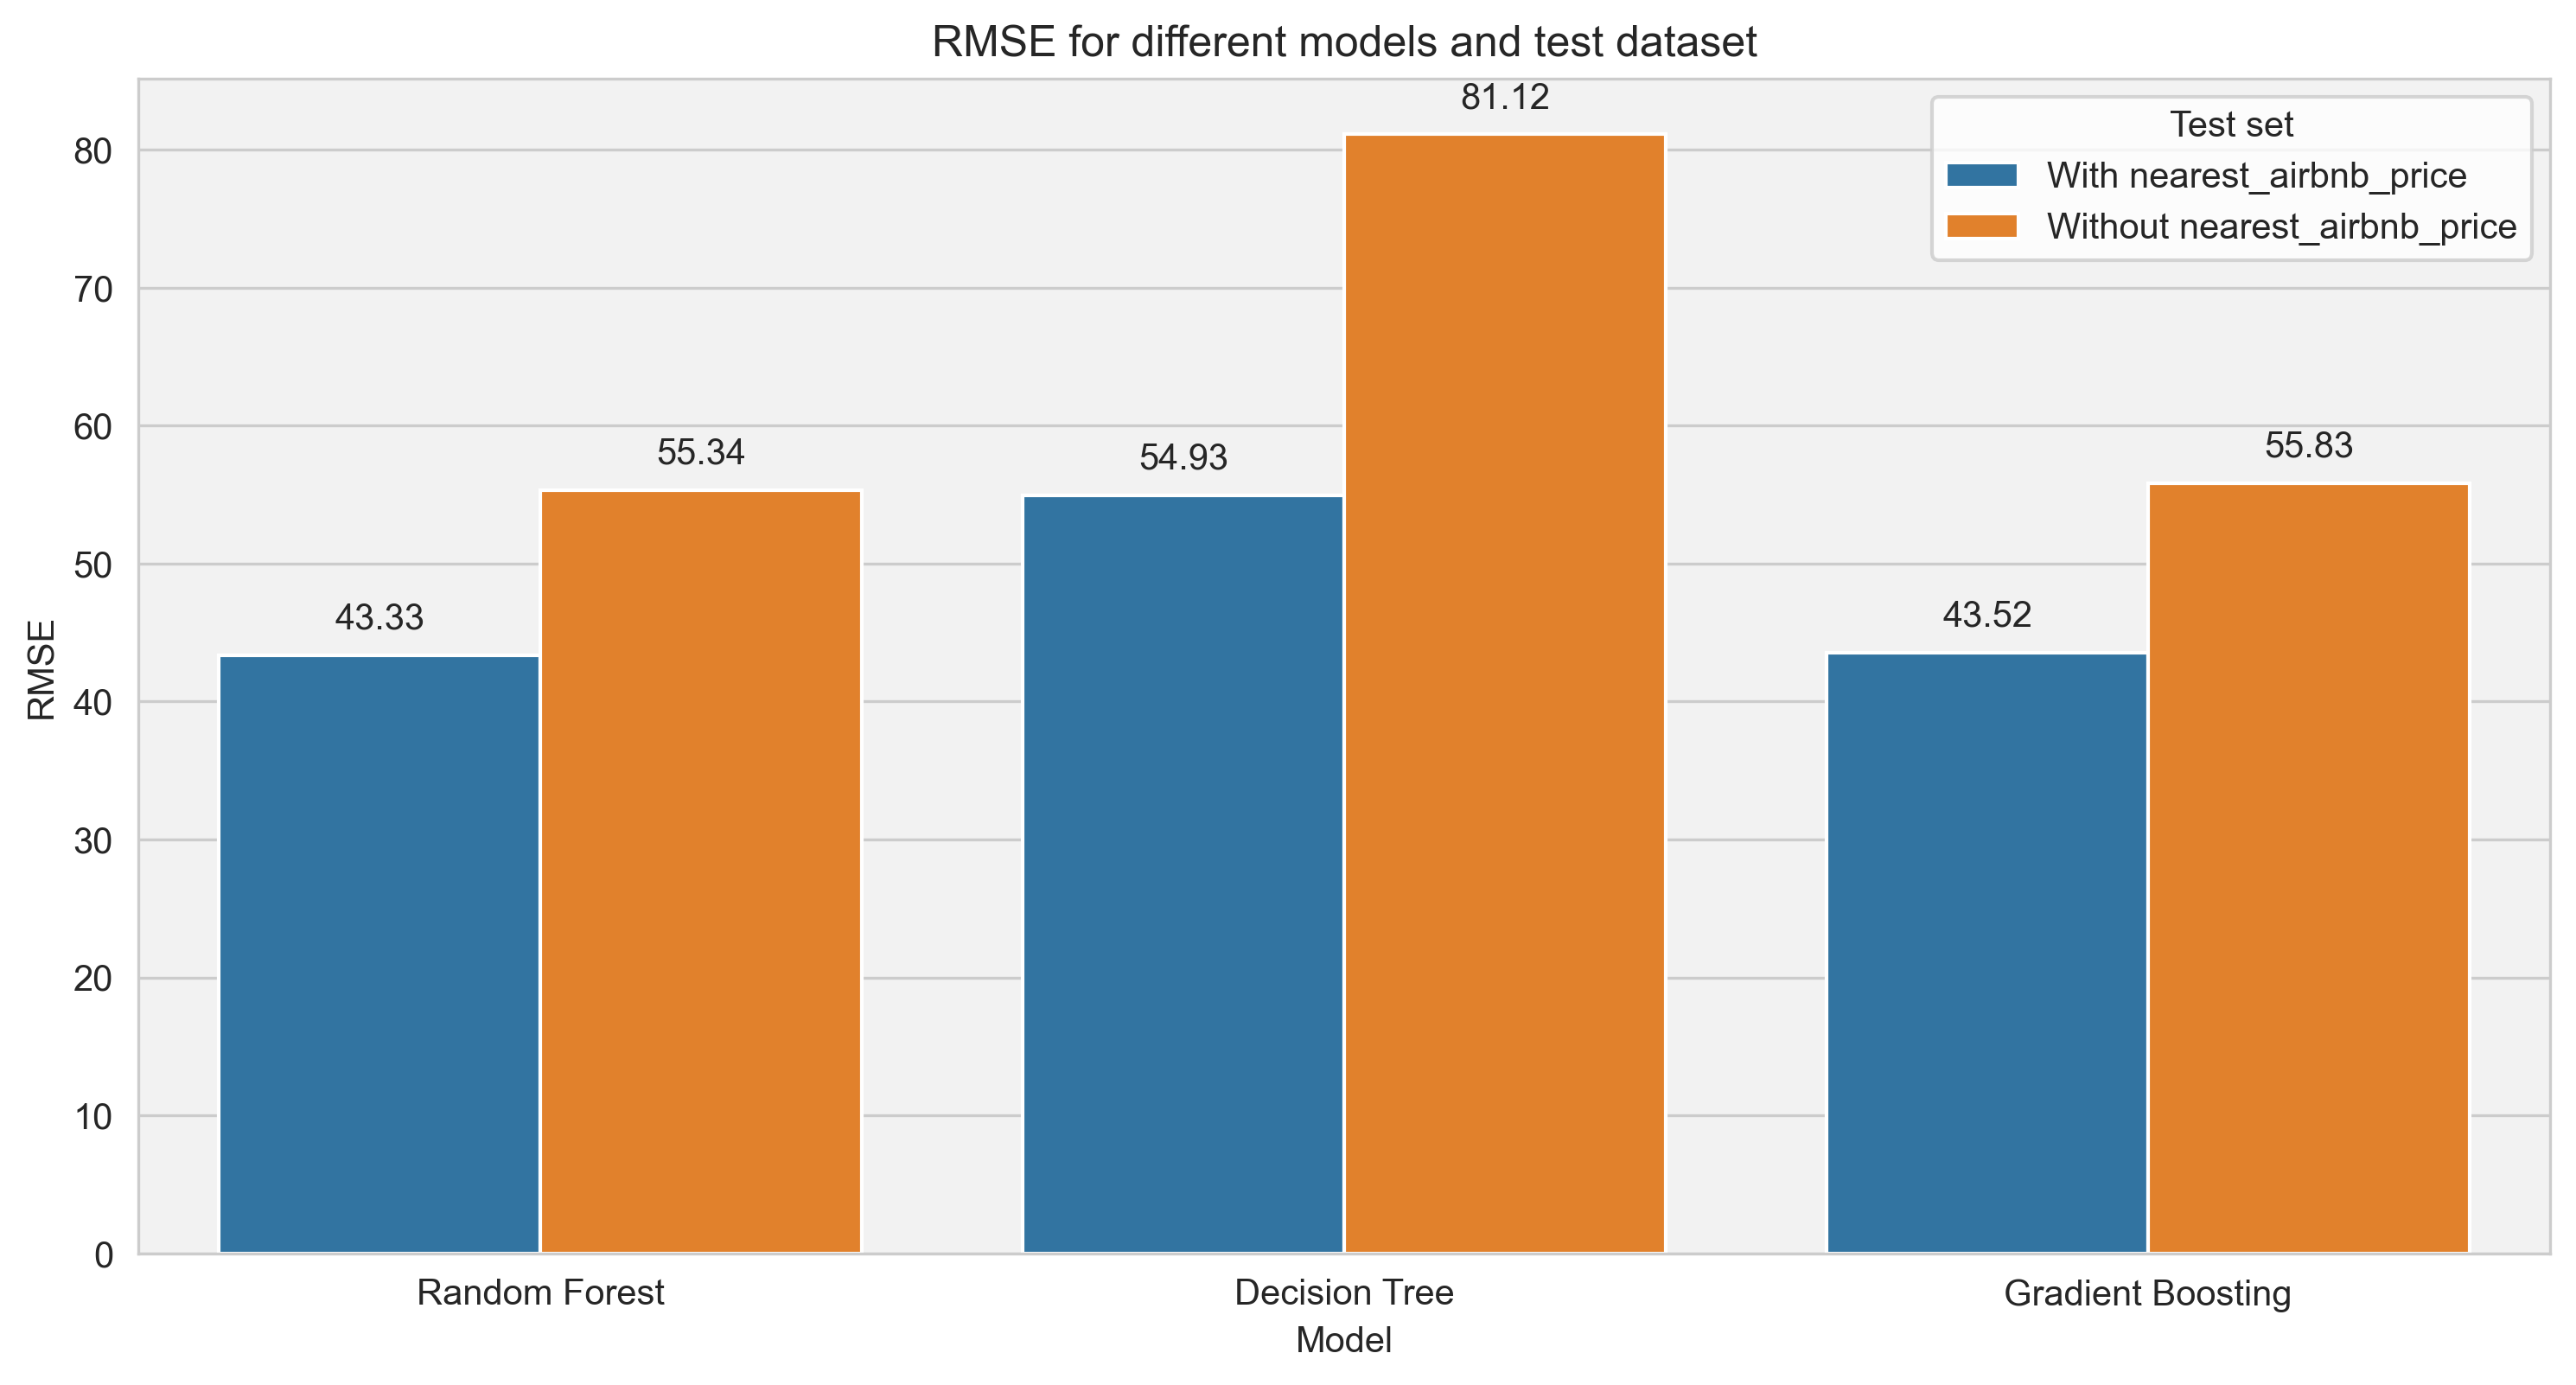 RMSE for different models and test dataset
81.12
Test set
With nearest_airbnb_price
Without nearest_airbnb_price
55.34
54.93
55.83
43.33
43.52
80
70
60
50
40
30
20
10
0
RMSE
Random Forest
Decision Tree
Gradient Boosting
Model